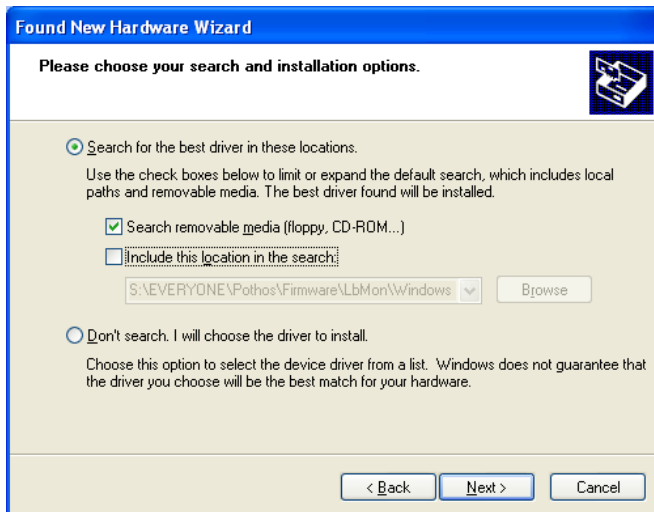 Found New Hardware Wizard
Please choose your search and installation options.
Search for the best driver in these locations.
Use the check boxes below to limit or expand the default search, which includes local
paths and removable media. The best driver found will be installed.
Search removable media (floppy, CD-ROM...)
Include this location in the search:
S:\EVERYONE\Pothos\Firmware\LbMon\Windows
Browse
Don't search. I will choose the driver to install.
Choose this option to select the device driver from a list. Windows does not guarantee that
the driver you choose will be the best match for your hardware.
< Back Next > Cancel